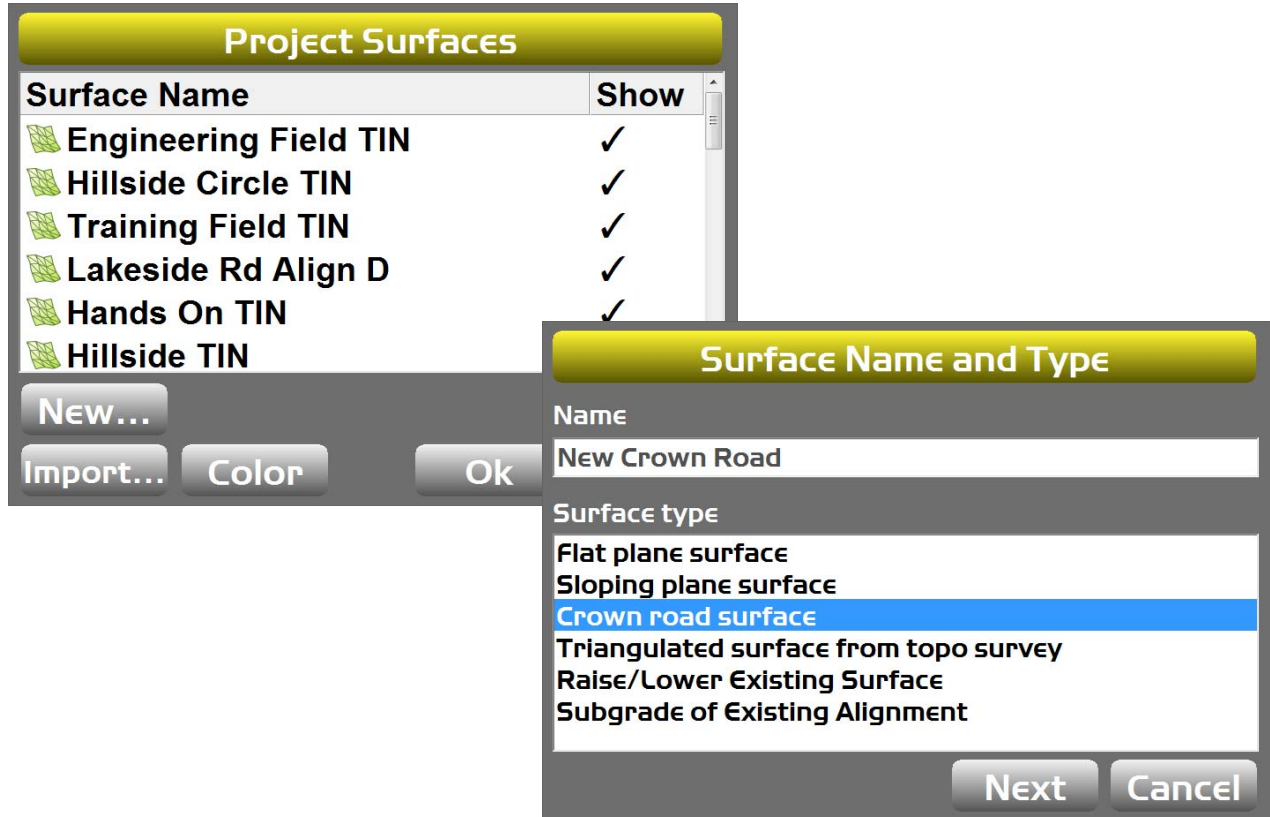 Project Surfaces
Surface Name Show
Engineering Field TIN ✓
Hillside Circle TIN ✓
Training Field TIN ✓
Lakeside Rd Align D ✓
Hands On TIN ✓
Hillside TIN
New...
Import... Color Ok
Surface Name and Type
Name
New Crown Road
Surface type
Flat plane surface
Sloping plane surface
Crown road surface
Triangulated surface from topo survey
Raise/Lower Existing Surface
Subgrade of Existing Alignment
Next Cancel